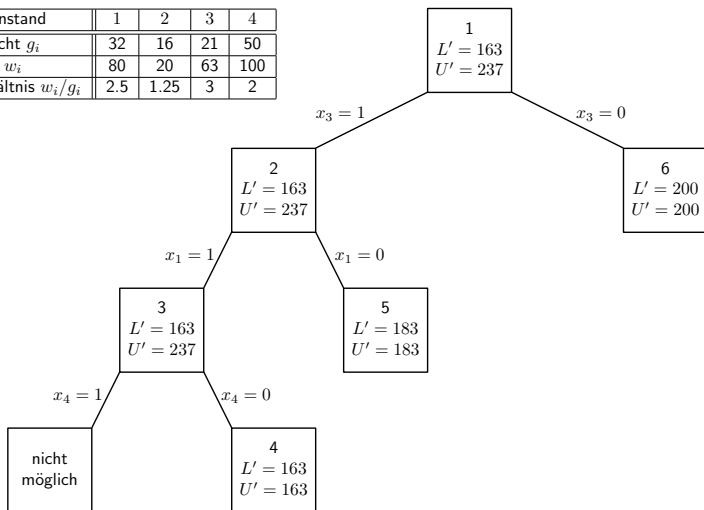 nstand 1 2 3 4
cht g_i 32 16 21 50
w_i 80 20 63 100
ältnis w_i/g_i 2.5 1.25 3 2
1
L′ = 163
U′ = 237
x_3 = 1
x_3 = 0
2
L′ = 163
U′ = 237
6
L′ = 200
U′ = 200
x_1 = 1
x_1 = 0
3
L′ = 163
U′ = 237
5
L′ = 183
U′ = 183
x_4 = 1
x_4 = 0
nicht
möglich
4
L′ = 163
U′ = 163